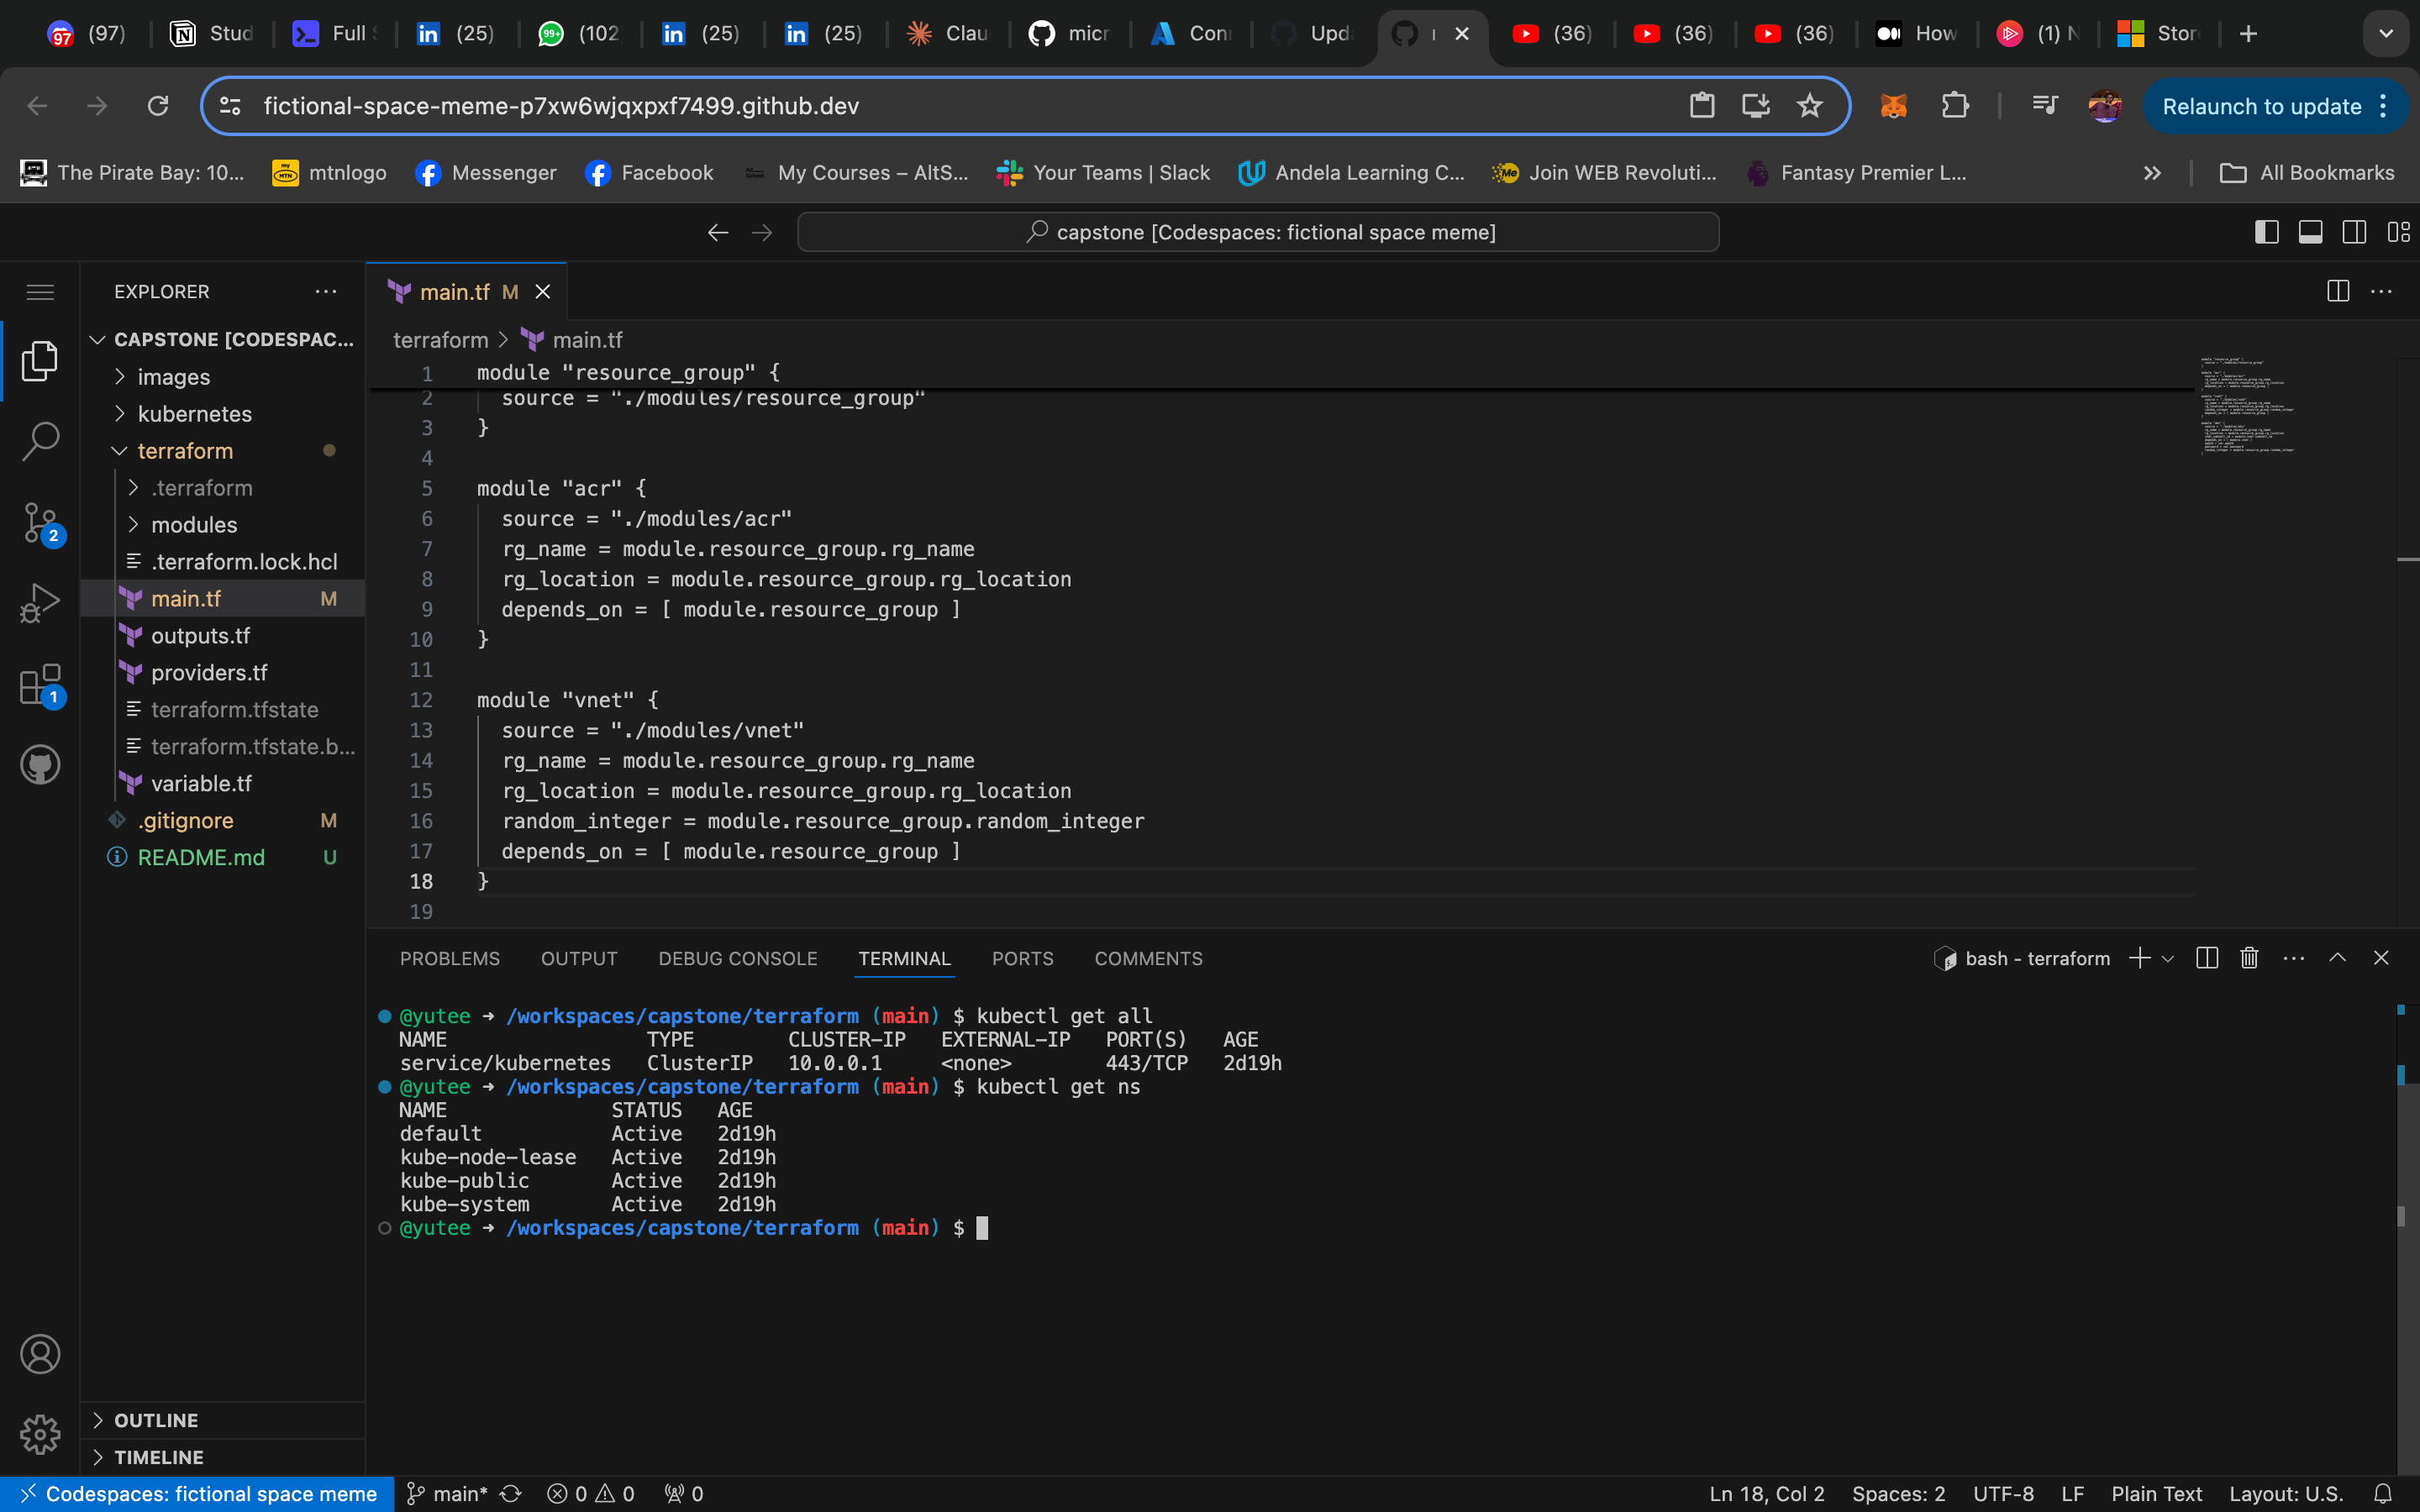 97 (97) Stud Full S (25) 99+ (102 (25) (25) Clau micr Conn Upda (36) (36) (36) How (1) N Stor
fictional-space-meme-p7xw6wjqxpxf7499.github.dev Relaunch to update
The Pirate Bay: 10... my MTN mtnlogo Messenger Facebook My Courses – AltS... Your Teams | Slack Andela Learning C... Me Join WEB Revoluti... Fantasy Premier L... All Bookmarks
capstone [Codespaces: fictional space meme]
EXPLORER
CAPSTONE [CODESPAC...
images
kubernetes
terraform
.terraform
modules
.terraform.lock.hcl
main.tf M
outputs.tf
providers.tf
terraform.tfstate
terraform.tfstate.b...
variable.tf
.gitignore M
README.md U
OUTLINE
TIMELINE
2
1
main.tf M
terraform > main.tf
1 module "resource_group" {
2 source = "./modules/resource_group"
3 }
4
5 module "acr" {
6 source = "./modules/acr"
7 rg_name = module.resource_group.rg_name
8 rg_location = module.resource_group.rg_location
9 depends_on = [ module.resource_group ]
10 }
11
12 module "vnet" {
13 source = "./modules/vnet"
14 rg_name = module.resource_group.rg_name
15 rg_location = module.resource_group.rg_location
16 random_integer = module.resource_group.random_integer
17 depends_on = [ module.resource_group ]
18 }
19
PROBLEMS OUTPUT DEBUG CONSOLE TERMINAL PORTS COMMENTS bash - terraform
@yutee → /workspaces/capstone/terraform (main) $ kubectl get all
NAME TYPE CLUSTER-IP EXTERNAL-IP PORT(S) AGE
service/kubernetes ClusterIP 10.0.0.1 <none> 443/TCP 2d19h
@yutee → /workspaces/capstone/terraform (main) $ kubectl get ns
NAME STATUS AGE
default Active 2d19h
kube-node-lease Active 2d19h
kube-public Active 2d19h
kube-system Active 2d19h
@yutee → /workspaces/capstone/terraform (main) $
Codespaces: fictional space meme main* 0 0 0 Ln 18, Col 2 Spaces: 2 UTF-8 LF Plain Text Layout: U.S.